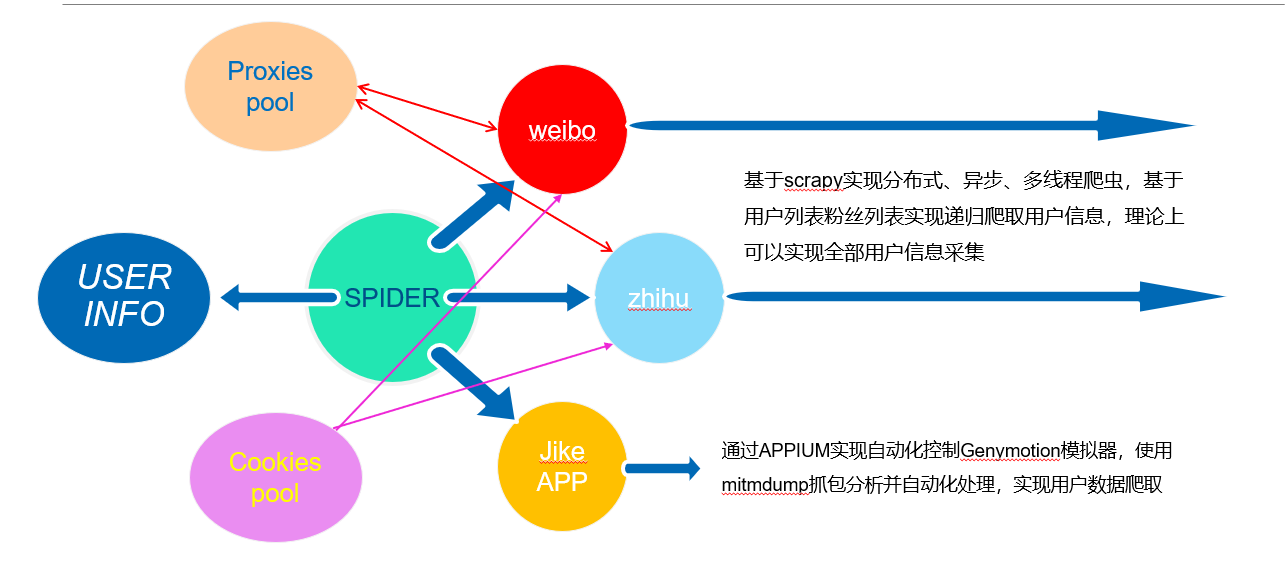 Proxies
pool
weibo
基于scrapy实现分布式、异步、多线程爬虫，基于
用户列表粉丝列表实现递归爬取用户信息，理论上
可以实现全部用户信息采集
USER
INFO
SPIDER
zhihu
Cookies
pool
Jike
APP
通过APPIUM实现自动化控制Genymotion模拟器，使用
mitmdump抓包分析并自动化处理，实现用户数据爬取